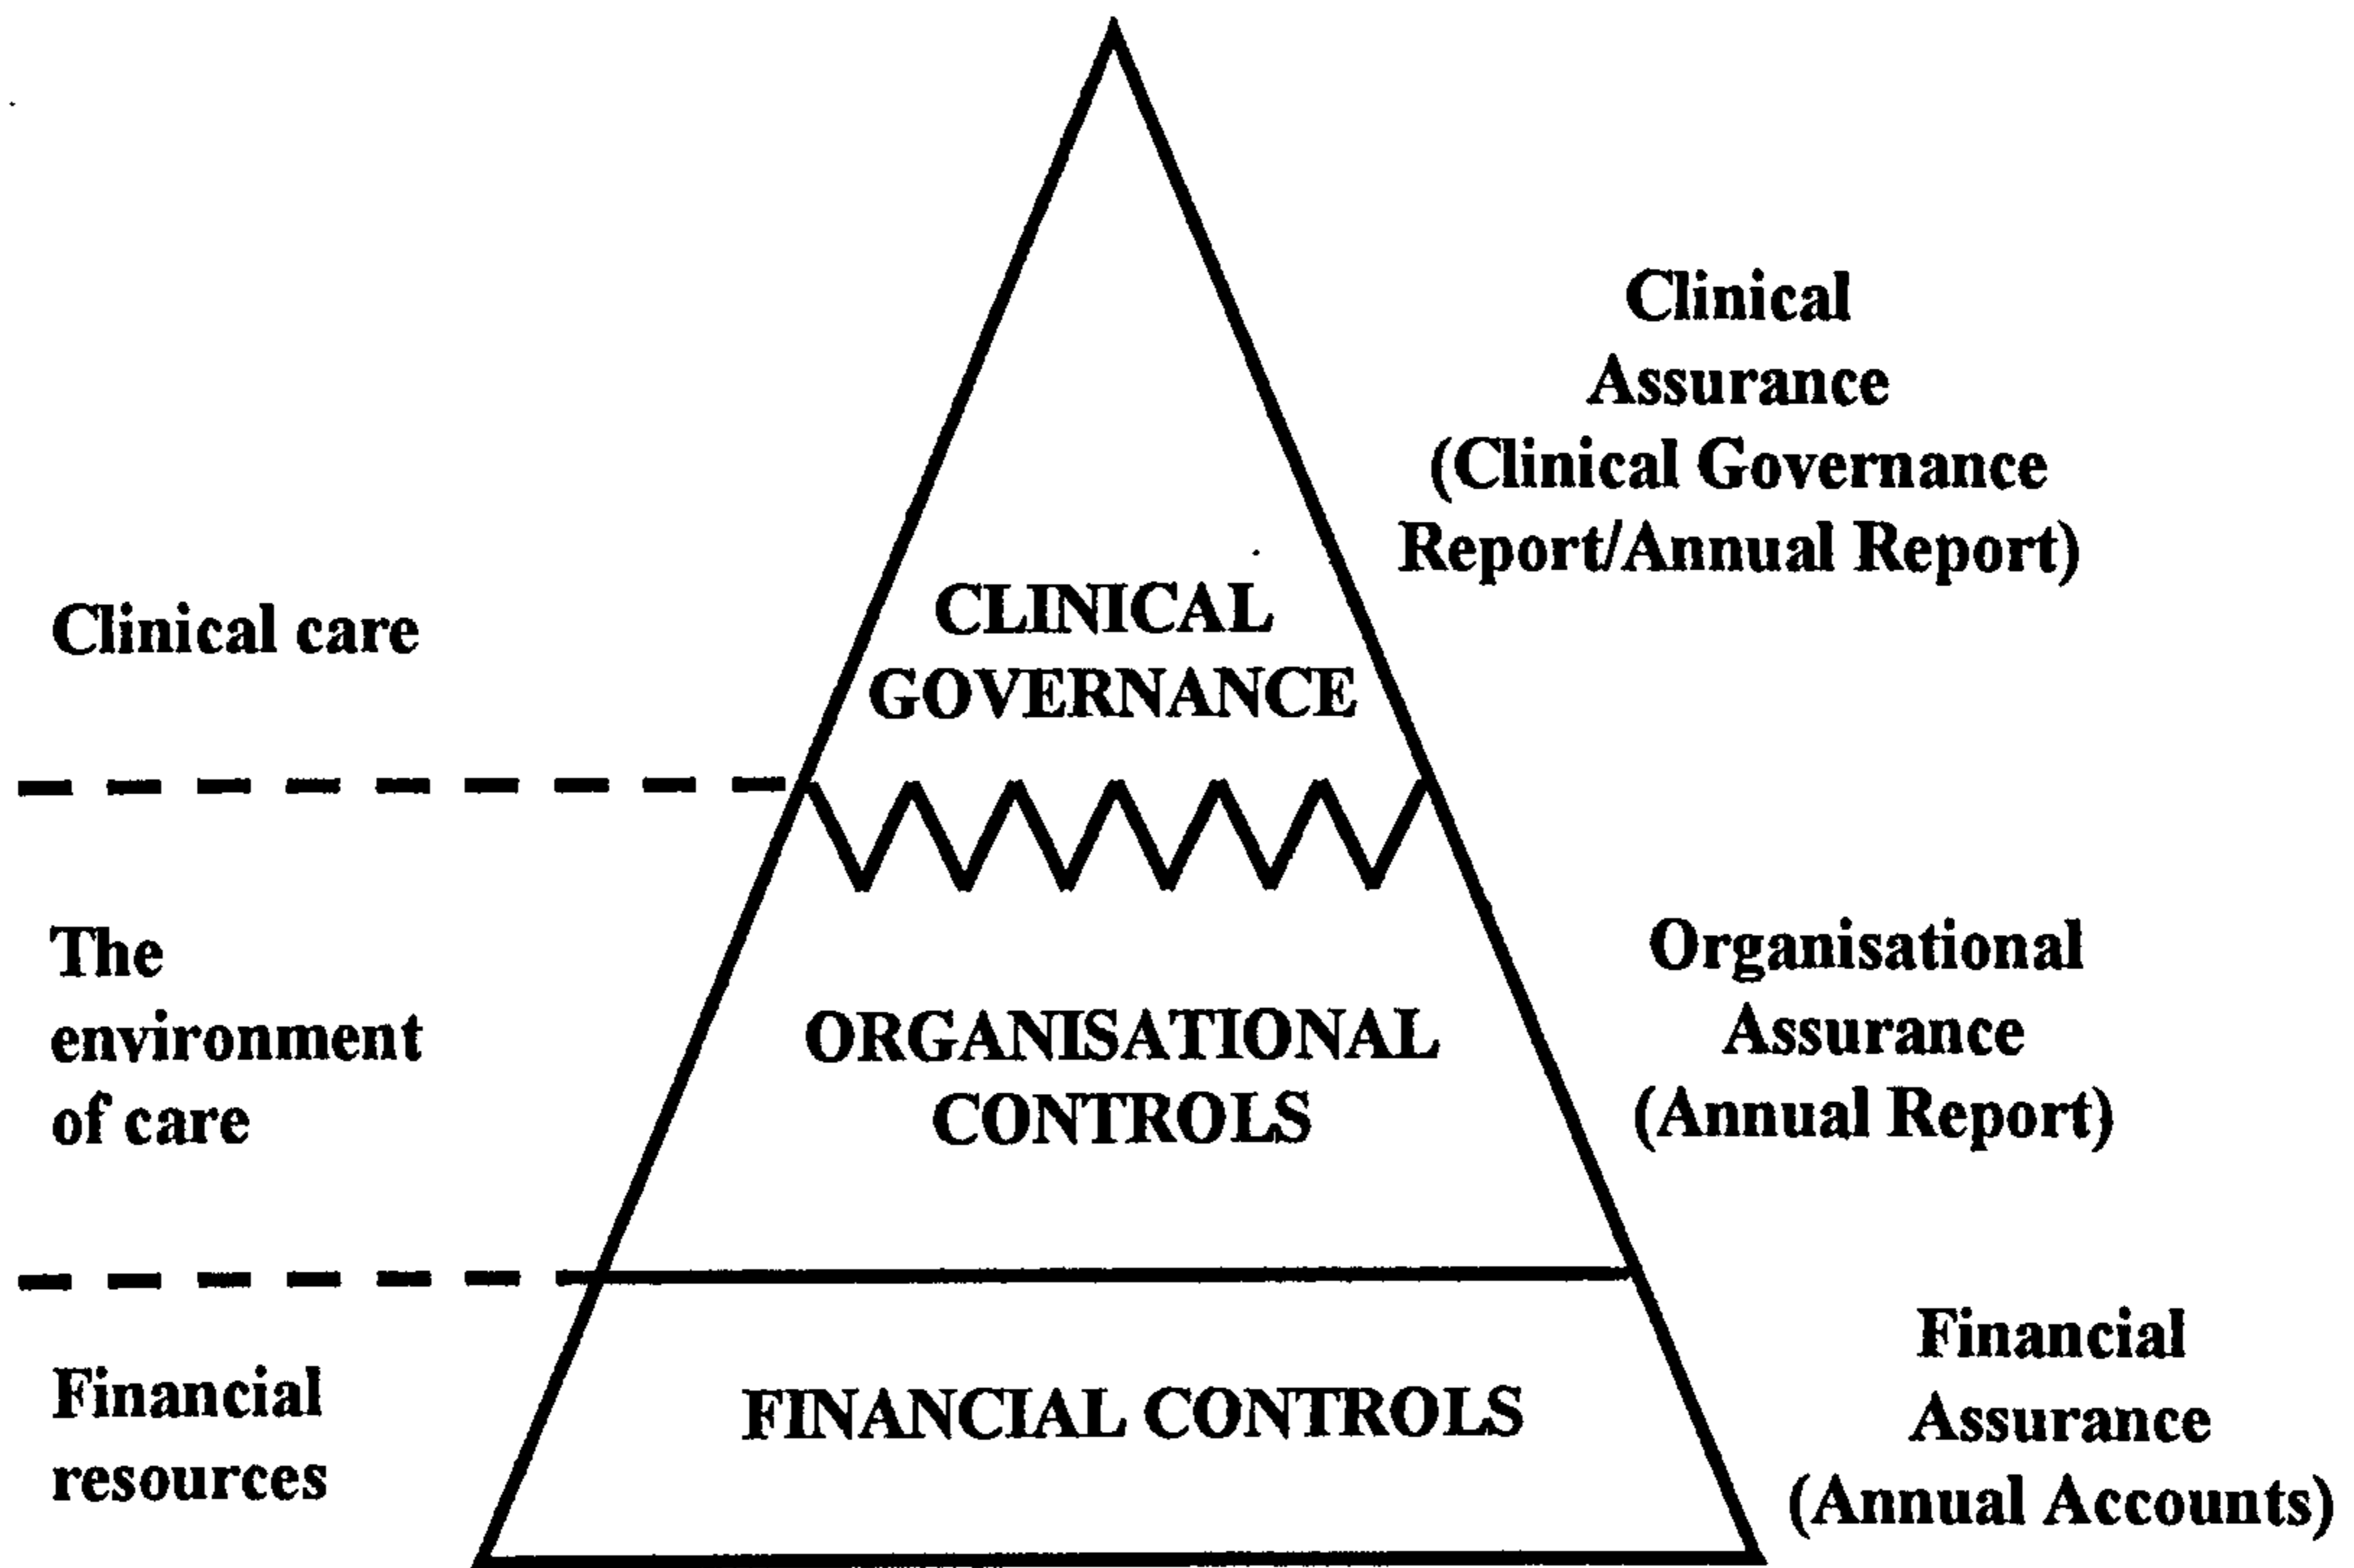 Clinical
Assurance
(Clinical Governance
Report/Annual Report)
Clinical care
CLINICAL
GOVERNANCE
The
environment
of care
ORGANISATIONAL
CONTROLS
Organisational
Assurance
(Annual Report)
Financial
resources
FINANCIAL CONTROLS
Financial
Assurance
(Annual Accounts)